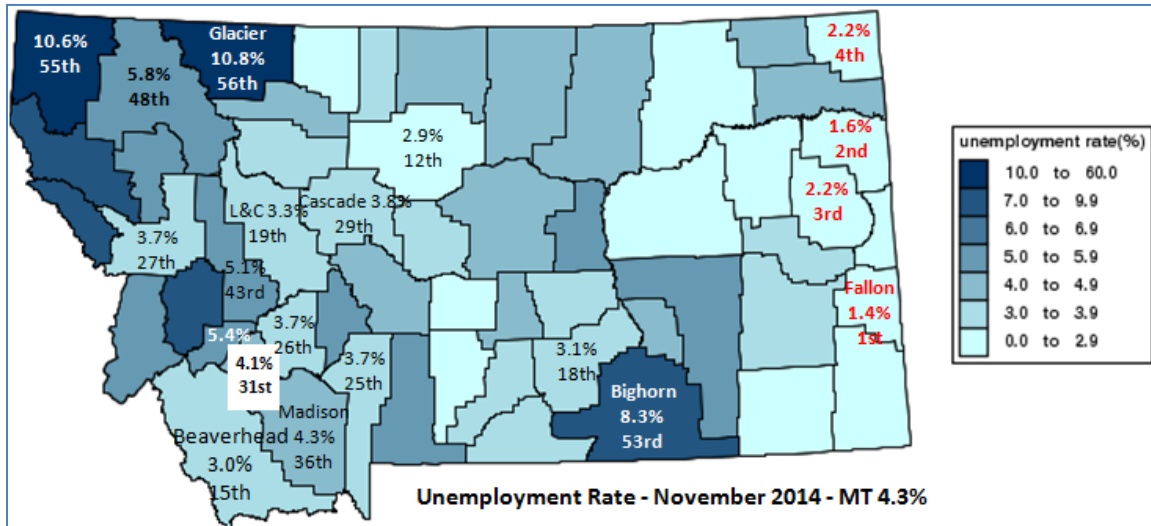 10.6%
55th
Glacier
10.8%
56th
5.8%
48th
2.2%
4th
2.9%
12th
1.6%
2nd
2.2%
3rd
L&C 3.3%
19th
Cascade 3.8%
29th
3.7%
27th
5.1%
43rd
Fallon
1.4%
1st
5.4%
3.7%
26th
4.1%
31st
3.7%
25th
3.1%
18th
Bighorn
8.3%
53rd
Madison
4.3%
36th
Beaverhead
3.0%
15th
unemployment rate(%)
10.0 to 60.0
7.0 to 9.9
6.0 to 6.9
5.0 to 5.9
4.0 to 4.9
3.0 to 3.9
0.0 to 2.9
Unemployment Rate - November 2014 - MT 4.3%